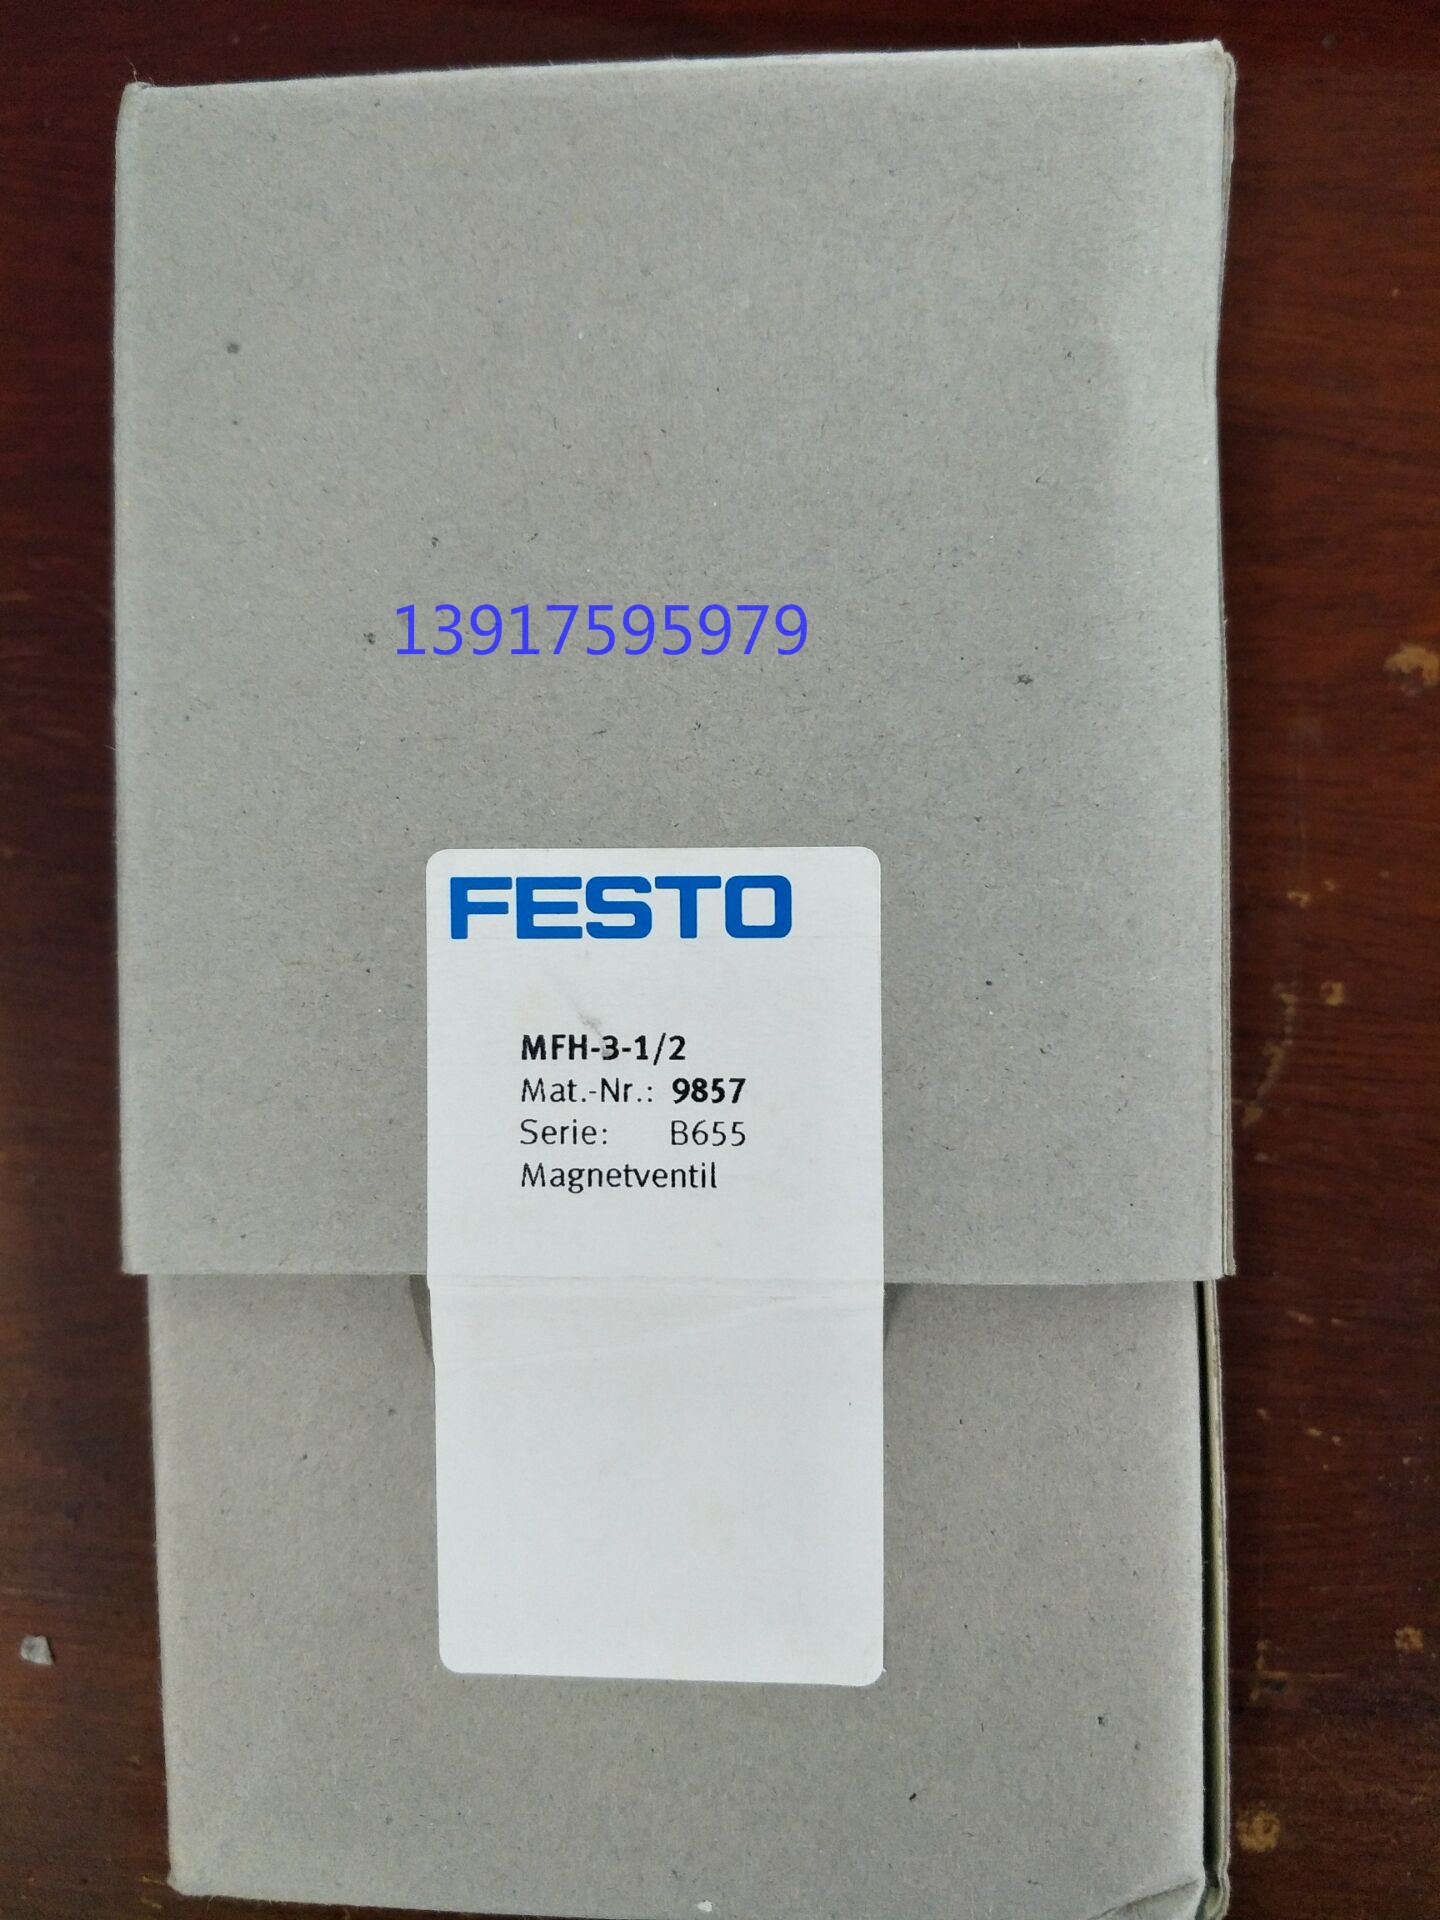 13917595979
FESTO
MFH-3-1/2
Mat.-Nr.: 9857
Serie: B655
Magnetventil